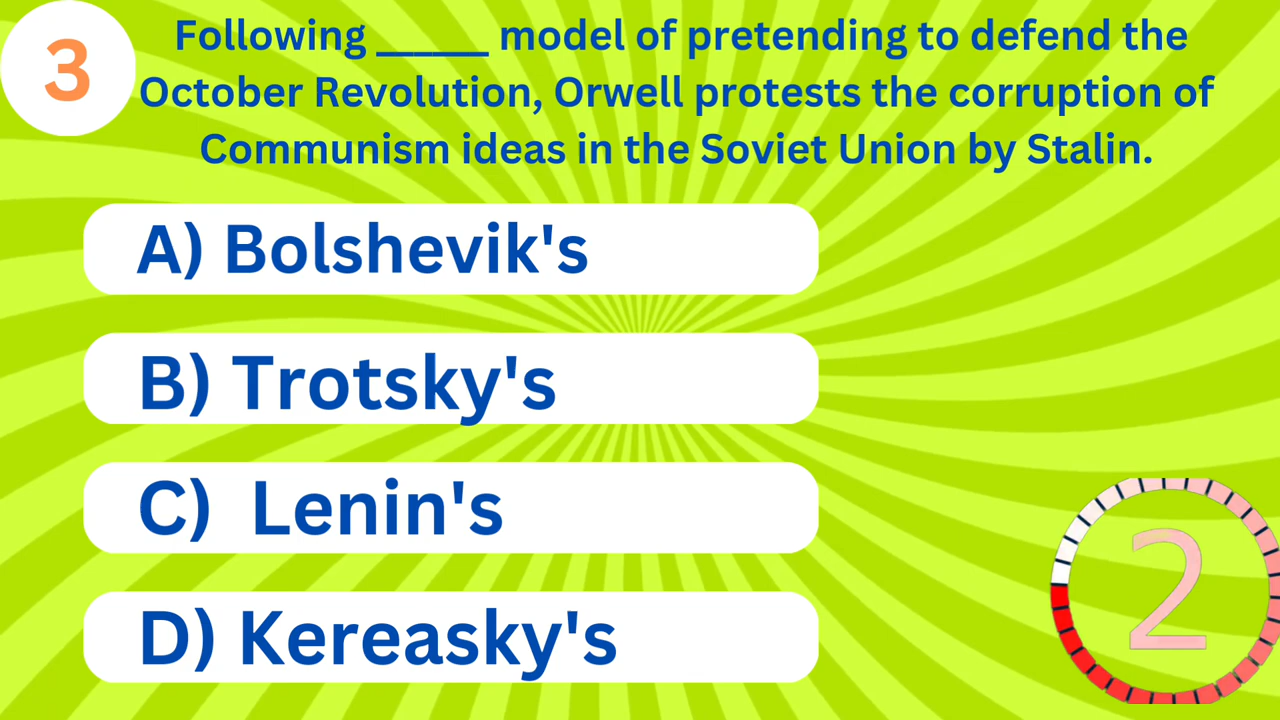 3
Following _____ model of pretending to defend the
October Revolution, Orwell protests the corruption of
Communism ideas in the Soviet Union by Stalin.
A) Bolshevik's
B) Trotsky's
C) Lenin's
D) Kereasky's
2